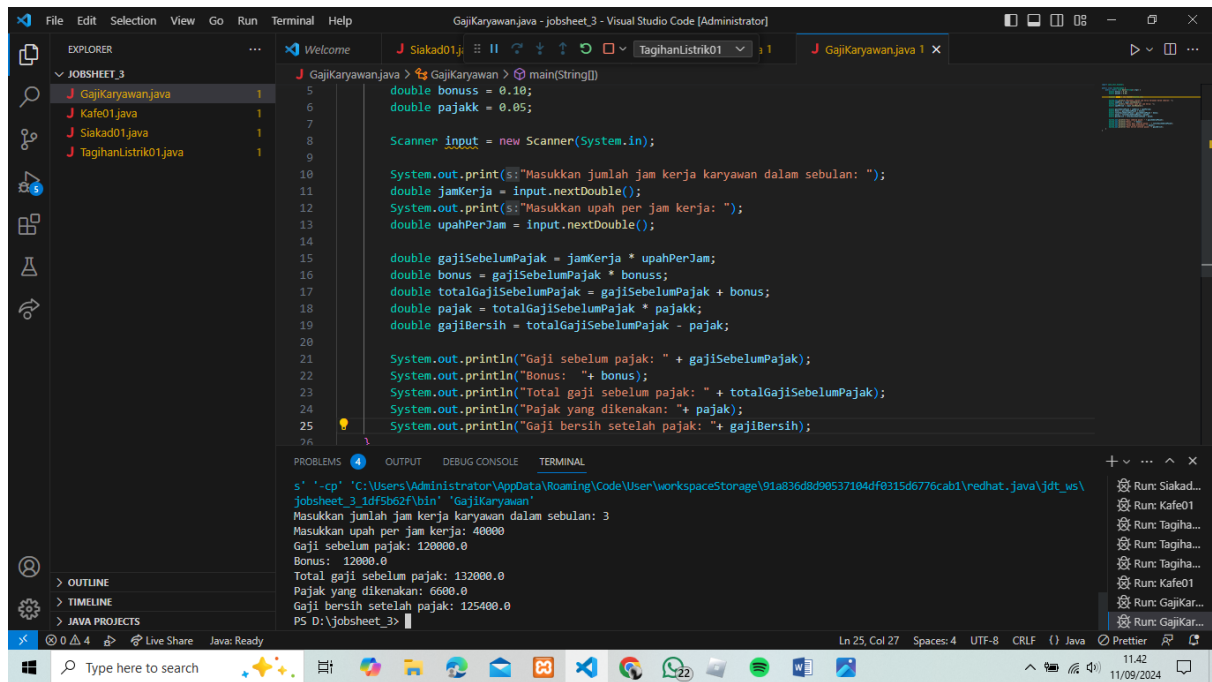 File Edit Selection View Go Run Terminal Help GajiKaryawan.java - jobsheet_3 - Visual Studio Code [Administrator]
EXPLORER
JOBSHEET_3
J GajiKaryawan.java 1
J Kafe01.java 1
J Siakad01.java 1
J TagihanListrik01.java 1
OUTLINE
TIMELINE
JAVA PROJECTS
Welcome J Siakad01.ja TagihanListrik01 a 1 J GajiKaryawan.java 1
J GajiKaryawan.java > GajiKaryawan > main(String[])
5 double bonuss = 0.10;
6 double pajakk = 0.05;
7
8 Scanner input = new Scanner(System.in);
9
10 System.out.print(s:"Masukkan jumlah jam kerja karyawan dalam sebulan: ");
11 double jamKerja = input.nextDouble();
12 System.out.print(s:"Masukkan upah per jam kerja: ");
13 double upahPerJam = input.nextDouble();
14
15 double gajiSebelumPajak = jamKerja * upahPerJam;
16 double bonus = gajiSebelumPajak * bonuss;
17 double totalGajiSebelumPajak = gajiSebelumPajak + bonus;
18 double pajak = totalGajiSebelumPajak * pajakk;
19 double gajiBersih = totalGajiSebelumPajak - pajak;
20
21 System.out.println("Gaji sebelum pajak: " + gajiSebelumPajak);
22 System.out.println("Bonus:  "+ bonus);
23 System.out.println("Total gaji sebelum pajak: " + totalGajiSebelumPajak);
24 System.out.println("Pajak yang dikenakan: "+ pajak);
25 System.out.println("Gaji bersih setelah pajak: "+ gajiBersih);
26 }
PROBLEMS 4 OUTPUT DEBUG CONSOLE TERMINAL
s' '-cp' 'C:\Users\Administrator\AppData\Roaming\Code\User\workspaceStorage\91a836d8d90537104df0315d6776cab1\redhat.java\jdt_ws\
jobsheet_3_1df5b62f\bin' 'GajiKaryawan'
Masukkan jumlah jam kerja karyawan dalam sebulan: 3
Masukkan upah per jam kerja: 40000
Gaji sebelum pajak: 120000.0
Bonus:  12000.0
Total gaji sebelum pajak: 132000.0
Pajak yang dikenakan: 6600.0
Gaji bersih setelah pajak: 125400.0
PS D:\jobsheet_3>
Run: Siakad...
Run: Kafe01
Run: Tagiha...
Run: Tagiha...
Run: Tagiha...
Run: Kafe01
Run: GajiKar...
Run: GajiKar...
0 4 Live Share Java: Ready Ln 25, Col 27 Spaces: 4 UTF-8 CRLF {} Java Prettier
Type here to search 22 11.42
11/09/2024